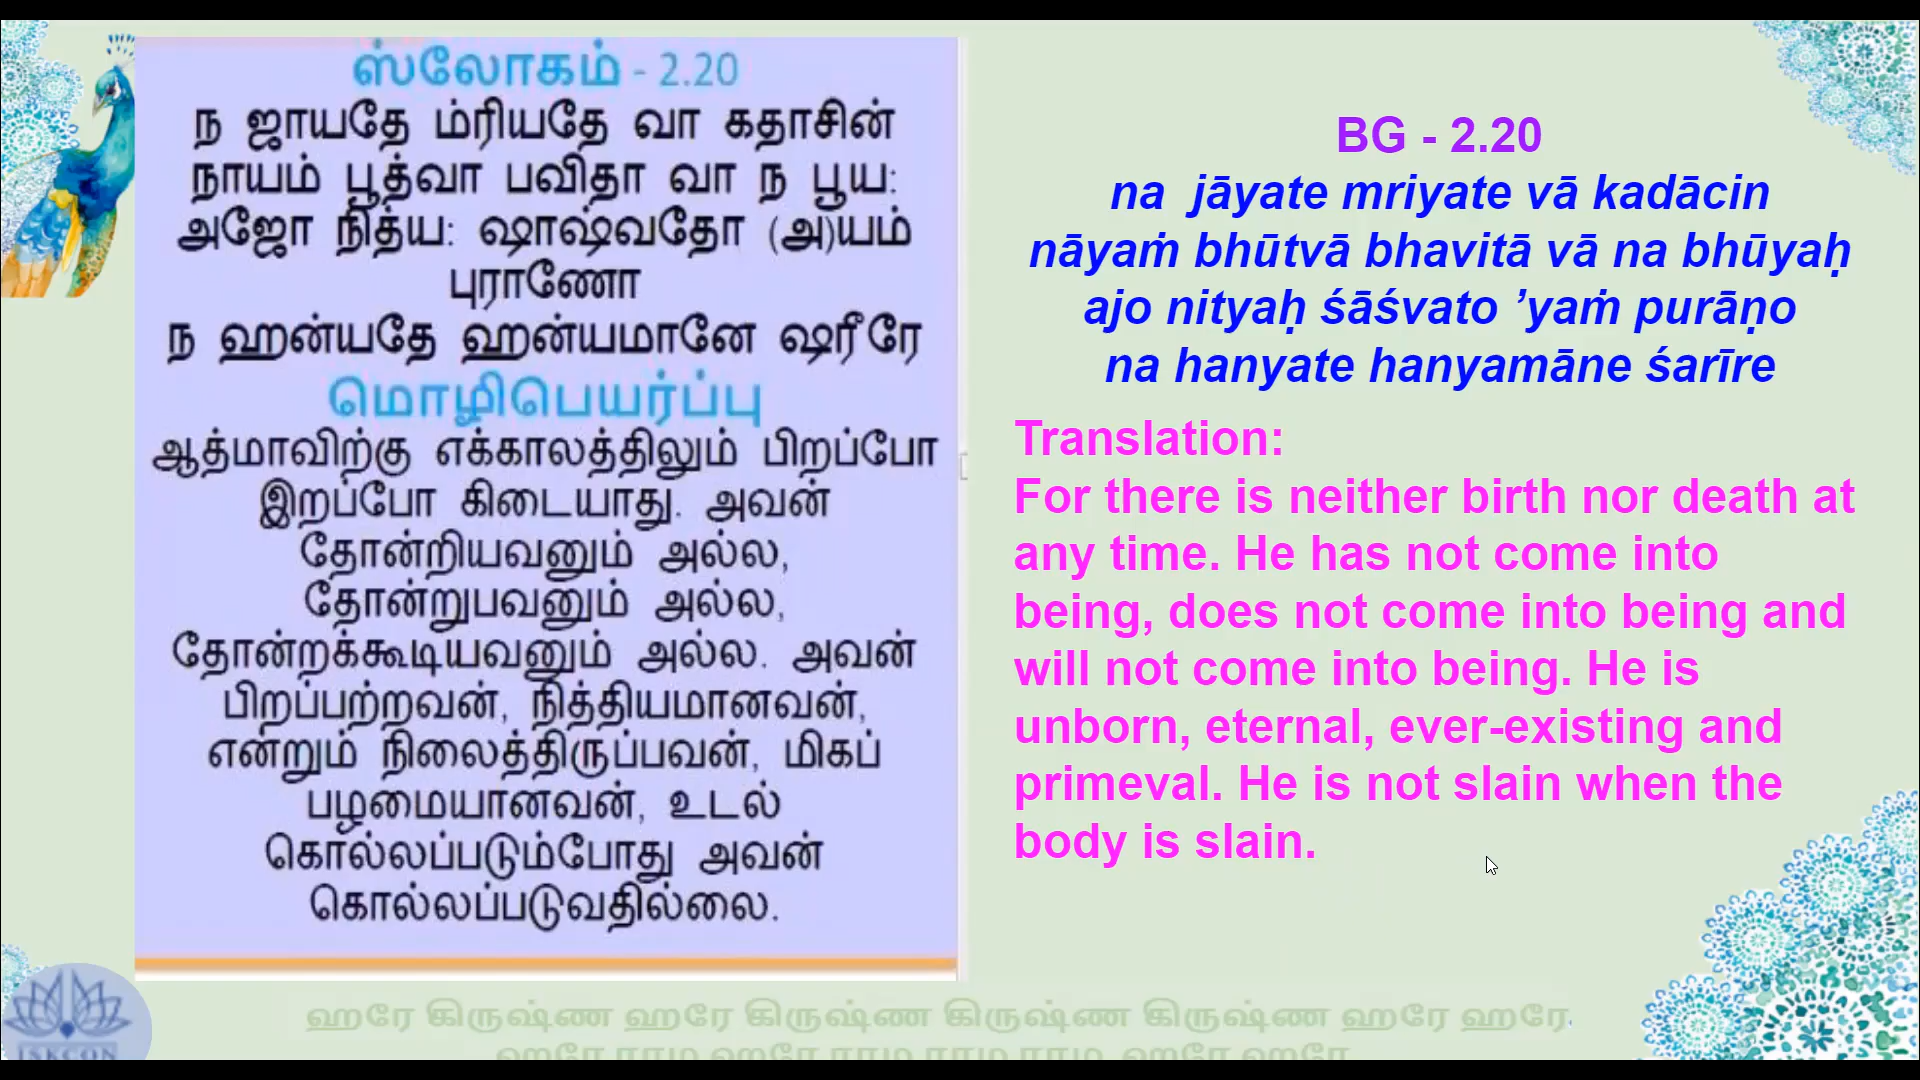 ஸ்லோகம் - 2.20
ந ஜாயதே ம்ரியதே வா கதாசின்
நாயம் பூத்வா பவிதா வா ந பூய:
அஜோ நித்ய: ஷாஷ்வதோ (அ)யம்
புராணோ
ந ஹன்யதே ஹன்யமானே ஷரீரே
மொழிபெயர்ப்பு
ஆத்மாவிற்கு எக்காலத்திலும் பிறப்போ
இறப்போ கிடையாது. அவன்
தோன்றியவனும் அல்ல,
தோன்றுபவனும் அல்ல,
தோன்றக்கூடியவனும் அல்ல. அவன்
பிறப்பற்றவன், நித்தியமானவன்,
என்றும் நிலைத்திருப்பவன், மிகப்
பழமையானவன், உடல்
கொல்லப்படும்போது அவன்
கொல்லப்படுவதில்லை.
BG - 2.20
na jāyate mriyate vā kadācin
nāyaṁ bhūtvā bhavitā vā na bhūyaḥ
ajo nityaḥ śāśvato ’yaṁ purāṇo
na hanyate hanyamāne śarīre
Translation:
For there is neither birth nor death at
any time. He has not come into
being, does not come into being and
will not come into being. He is
unborn, eternal, ever-existing and
primeval. He is not slain when the
body is slain.
ஹரே கிருஷ்ண ஹரே கிருஷ்ண கிருஷ்ண கிருஷ்ண ஹரே ஹரே
ஹரே ராம ஹரே ராம ராம ராம ஹரே ஹரே
ISKCON